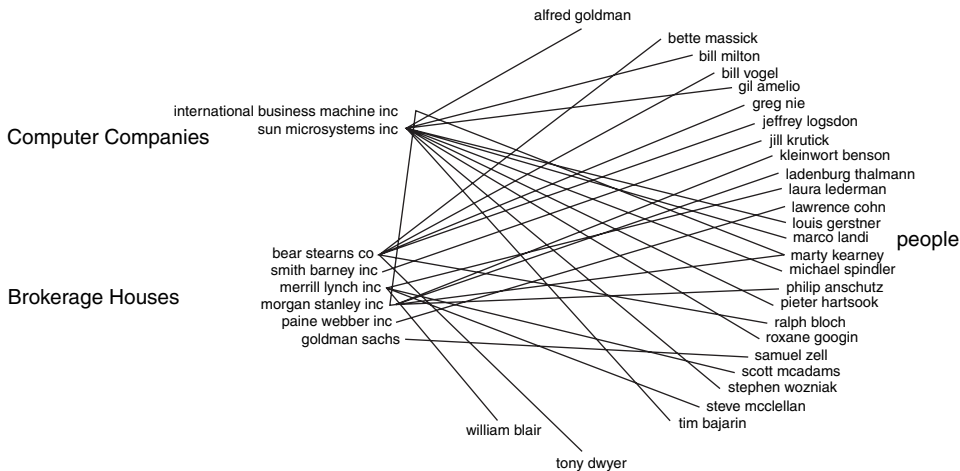 alfred goldman
bette massick
bill milton
bill vogel
gil amelio
greg nie
international business machine inc
jeffrey logsdon
Computer Companies
sun microsystems inc
jill krutick
kleinwort benson
ladenburg thalmann
laura lederman
lawrence cohn
louis gerstner
marco landi
people
bear stearns co
marty kearney
smith barney inc
michael spindler
merrill lynch inc
philip anschutz
Brokerage Houses
morgan stanley inc
pieter hartsook
paine webber inc
ralph bloch
goldman sachs
roxane googin
samuel zell
scott mcadams
stephen wozniak
steve mcclellan
tim bajarin
william blair
tony dwyer